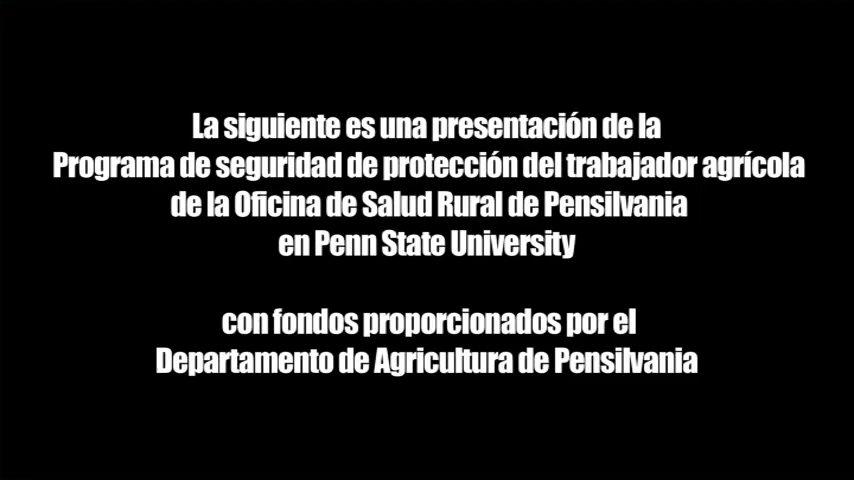 La siguiente es una presentación de la
Programa de seguridad de protección del trabajador agrícola
de la Oficina de Salud Rural de Pensilvania
en Penn State University
con fondos proporcionados por el
Departamento de Agricultura de Pensilvania